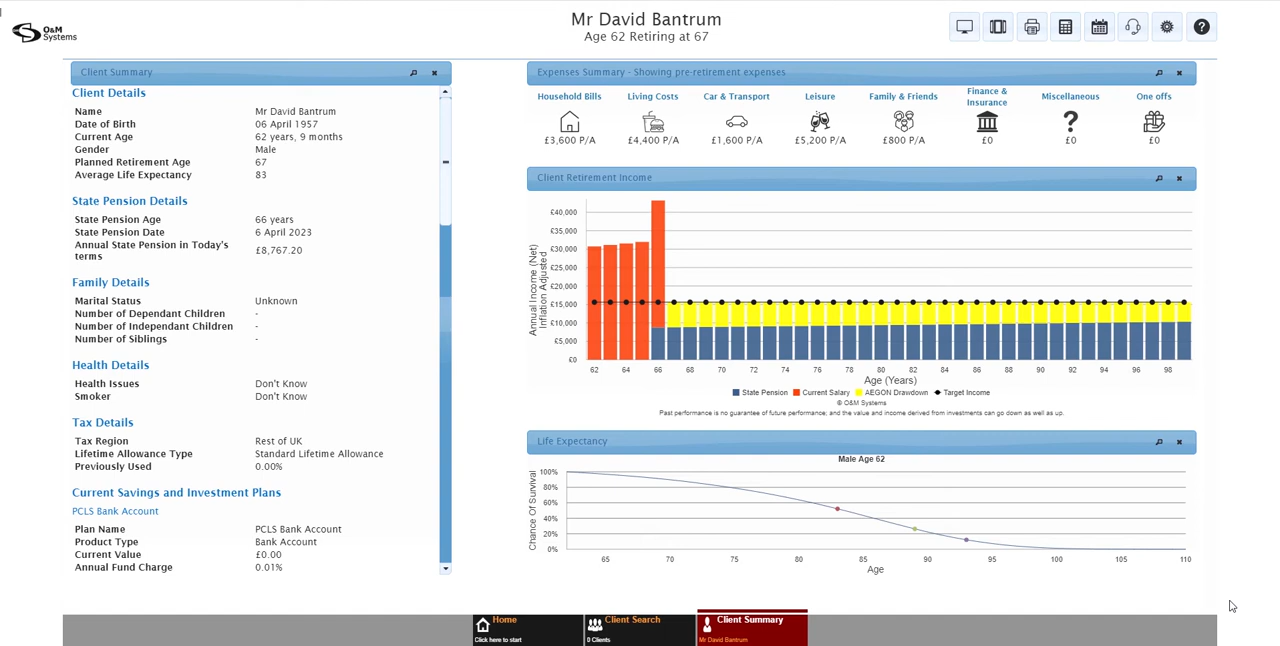 O&M
Systems
Mr David Bantrum
Age 62 Retiring at 67
?
Client Summary
Client Details
Name Mr David Bantrum
Date of Birth 06 April 1957
Current Age 62 years, 9 months
Gender Male
Planned Retirement Age 67
Average Life Expectancy 83
State Pension Details
State Pension Age 66 years
State Pension Date 6 April 2023
Annual State Pension in Today's
terms £8,767.20
Family Details
Marital Status Unknown
Number of Dependant Children -
Number of Independant Children -
Number of Siblings -
Health Details
Health Issues Don't Know
Smoker Don't Know
Tax Details
Tax Region Rest of UK
Lifetime Allowance Type Standard Lifetime Allowance
Previously Used 0.00%
Current Savings and Investment Plans
PCLS Bank Account
Plan Name PCLS Bank Account
Product Type Bank Account
Current Value £0.00
Annual Fund Charge 0.01%
Expenses Summary - Showing pre-retirement expenses
Household Bills Living Costs Car & Transport Leisure Family & Friends Finance & Insurance Miscellaneous One offs
?
£3,600 P/A £4,400 P/A £1,600 P/A £5,200 P/A £800 P/A £0 £0 £0
Client Retirement Income
Annual Income (Net)
Inflation Adjusted
£40,000
£35,000
£30,000
£25,000
£20,000
£15,000
£10,000
£5,000
£0
62 64 66 68 70 72 74 76 78 80 82 84 86 88 90 92 94 96 98
Age (Years)
State Pension Current Salary AEGON Drawdown Target Income
© O&M Systems
Past performance is no guarantee of future performance; and the value and income derived from investments can go down as well as up.
Life Expectancy
Male Age 62
Chance Of Survival
100%
80%
60%
40%
20%
0%
65 70 75 80 85 90 95 100 105 110
Age
Home
Click here to start
Client Search
0 Clients
Client Summary
Mr David Bantrum